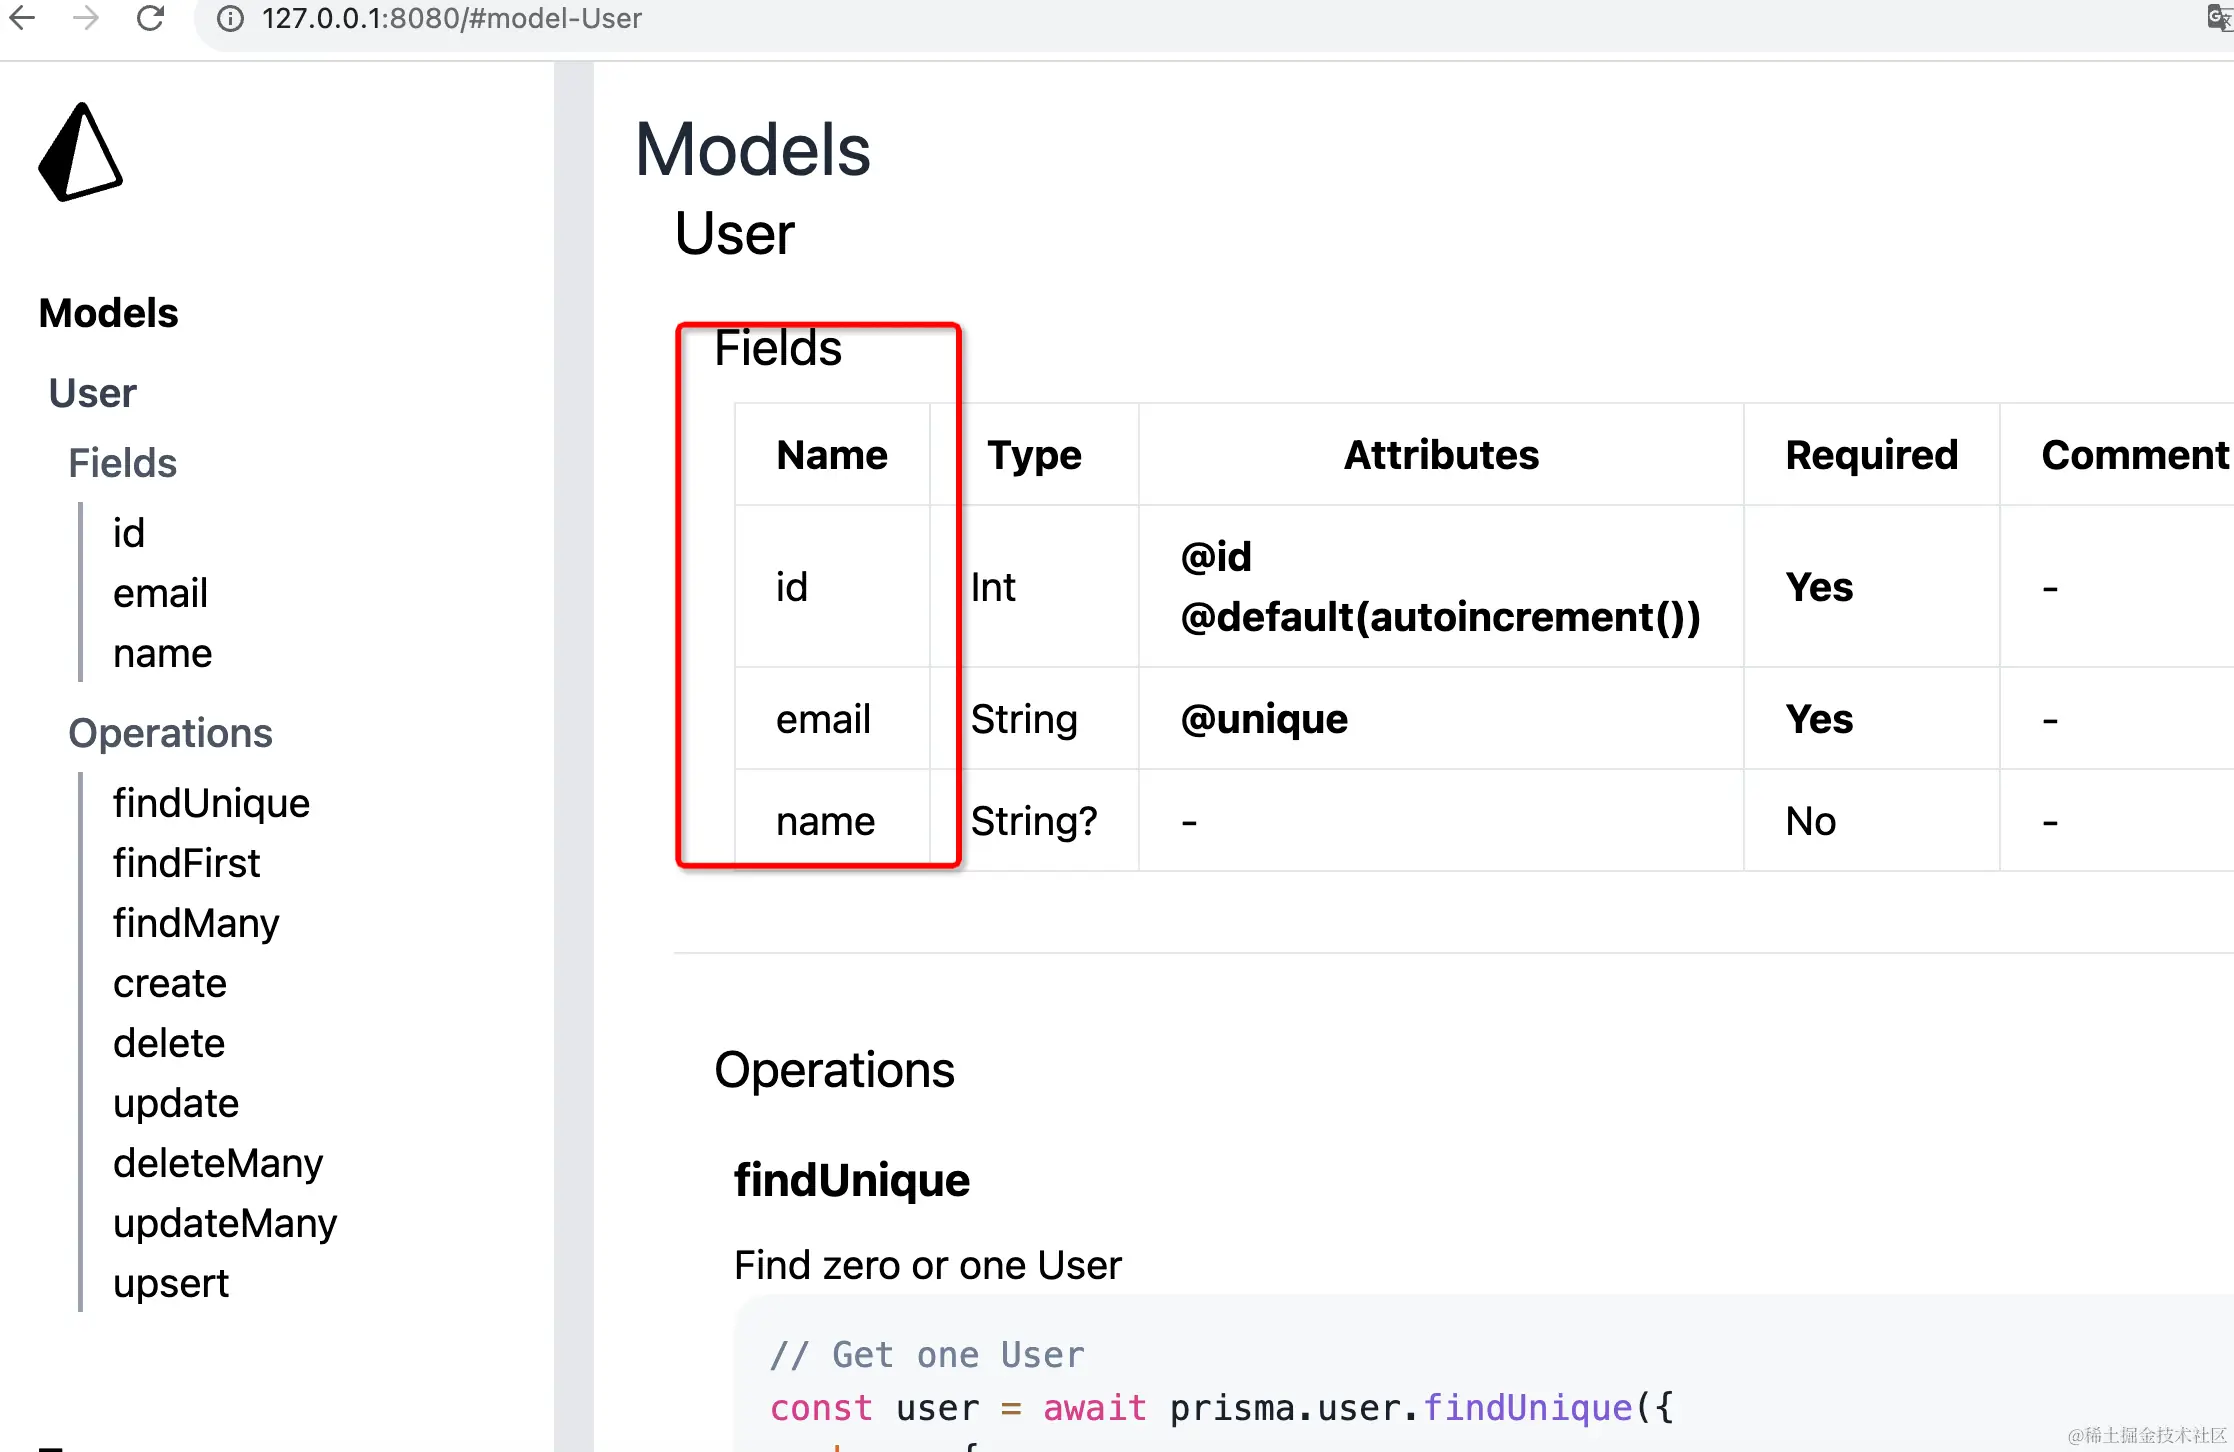 127.0.0.1:8080/#model-User
Models
User
Fields
id
email
name
Operations
findUnique
findFirst
findMany
create
delete
update
deleteMany
updateMany
upsert
Models
User
Fields
Name Type Attributes Required Comment
id Int @id @default(autoincrement()) Yes -
email String @unique Yes -
name String? - No -
Operations
findUnique
Find zero or one User
// Get one User
const user = await prisma.user.findUnique({
@稀土掘金技术社区